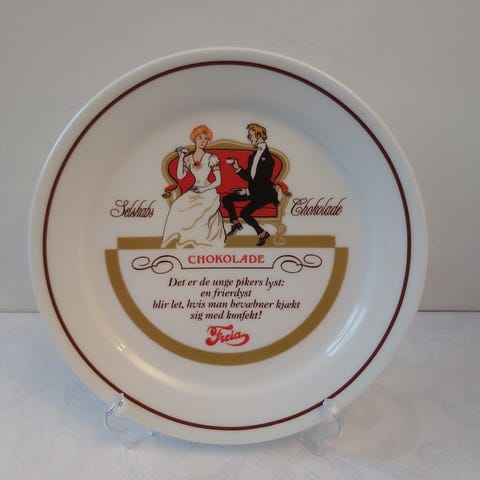 Selskabs Chokolade
CHOKOLADE
Det er de unge pikers lyst:
en frierdyst
blir let, hvis man bevæbner kjækt
sig med konfekt!
Freia